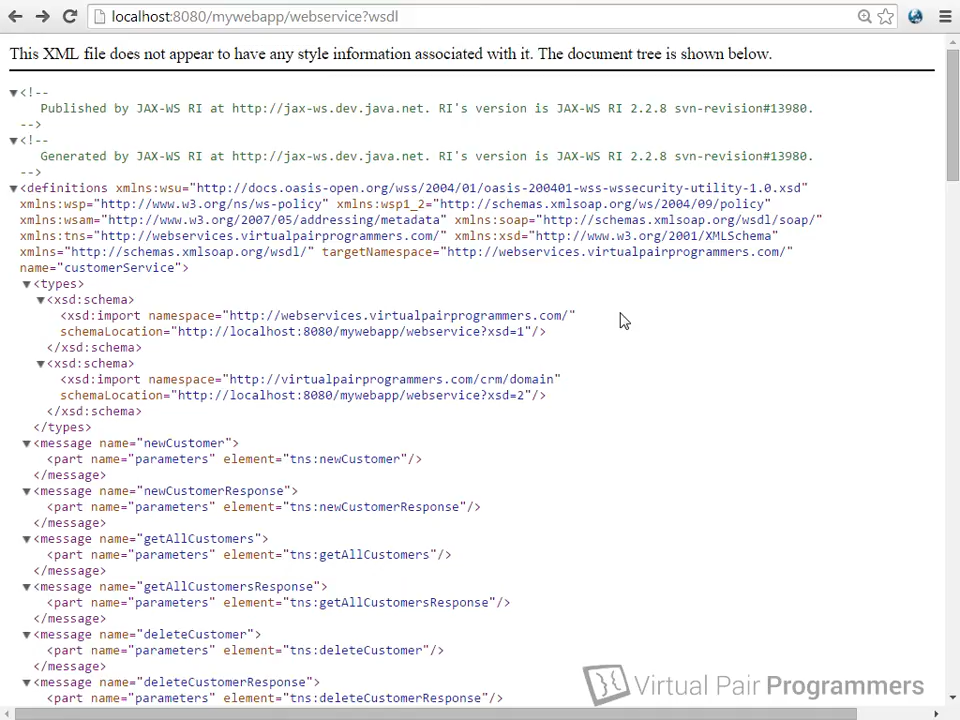 localhost:8080/mywebapp/webservice?wsdl
This XML file does not appear to have any style information associated with it. The document tree is shown below.
▼<!--
Published by JAX-WS RI at http://jax-ws.dev.java.net. RI's version is JAX-WS RI 2.2.8 svn-revision#13980.
-->
▼<!--
Generated by JAX-WS RI at http://jax-ws.dev.java.net. RI's version is JAX-WS RI 2.2.8 svn-revision#13980.
-->
▼<definitions xmlns:wsu="http://docs.oasis-open.org/wss/2004/01/oasis-200401-wss-wssecurity-utility-1.0.xsd"
xmlns:wsp="http://www.w3.org/ns/ws-policy" xmlns:wsp1_2="http://schemas.xmlsoap.org/ws/2004/09/policy"
xmlns:wsam="http://www.w3.org/2007/05/addressing/metadata" xmlns:soap="http://schemas.xmlsoap.org/wsdl/soap/"
xmlns:tns="http://webservices.virtualpairprogrammers.com/" xmlns:xsd="http://www.w3.org/2001/XMLSchema"
xmlns="http://schemas.xmlsoap.org/wsdl/" targetNamespace="http://webservices.virtualpairprogrammers.com/"
name="customerService">
▼<types>
▼<xsd:schema>
<xsd:import namespace="http://webservices.virtualpairprogrammers.com/"
schemaLocation="http://localhost:8080/mywebapp/webservice?xsd=1"/>
</xsd:schema>
▼<xsd:schema>
<xsd:import namespace="http://virtualpairprogrammers.com/crm/domain"
schemaLocation="http://localhost:8080/mywebapp/webservice?xsd=2"/>
</xsd:schema>
</types>
▼<message name="newCustomer">
<part name="parameters" element="tns:newCustomer"/>
</message>
▼<message name="newCustomerResponse">
<part name="parameters" element="tns:newCustomerResponse"/>
</message>
▼<message name="getAllCustomers">
<part name="parameters" element="tns:getAllCustomers"/>
</message>
▼<message name="getAllCustomersResponse">
<part name="parameters" element="tns:getAllCustomersResponse"/>
</message>
▼<message name="deleteCustomer">
<part name="parameters" element="tns:deleteCustomer"/>
</message>
▼<message name="deleteCustomerResponse">
<part name="parameters" element="tns:deleteCustomerResponse"/>
Virtual Pair Programmers